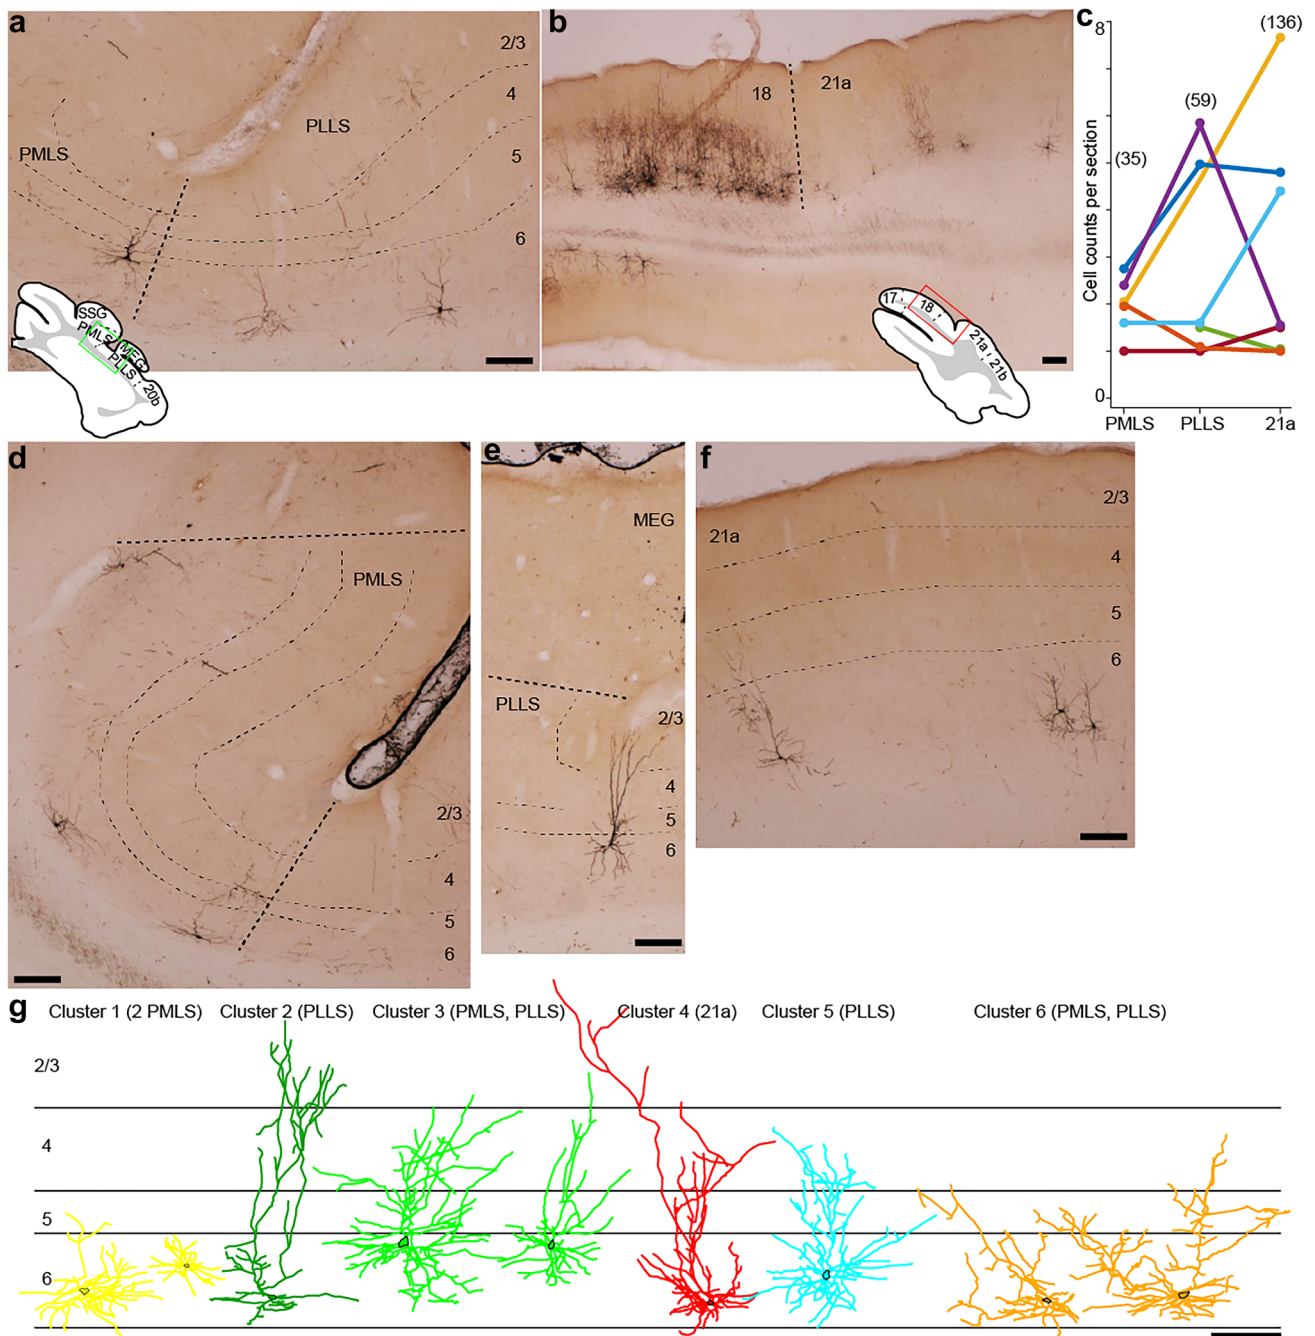 a
2/3
4
PLLS
PMLS
5
6
SSG
PMLS
MEG
PLLS
20b
b
18
21a
17
18
21a
21b
c
8
(136)
(59)
(35)
Cell counts per section
0
PMLS PLLS 21a
d
PMLS
2/3
4
5
6
e
MEG
PLLS
2/3
4
5
6
f
2/3
21a
4
5
6
g
Cluster 1 (2 PMLS) Cluster 2 (PLLS) Cluster 3 (PMLS, PLLS) Cluster 4 (21a) Cluster 5 (PLLS) Cluster 6 (PMLS, PLLS)
2/3
4
5
6